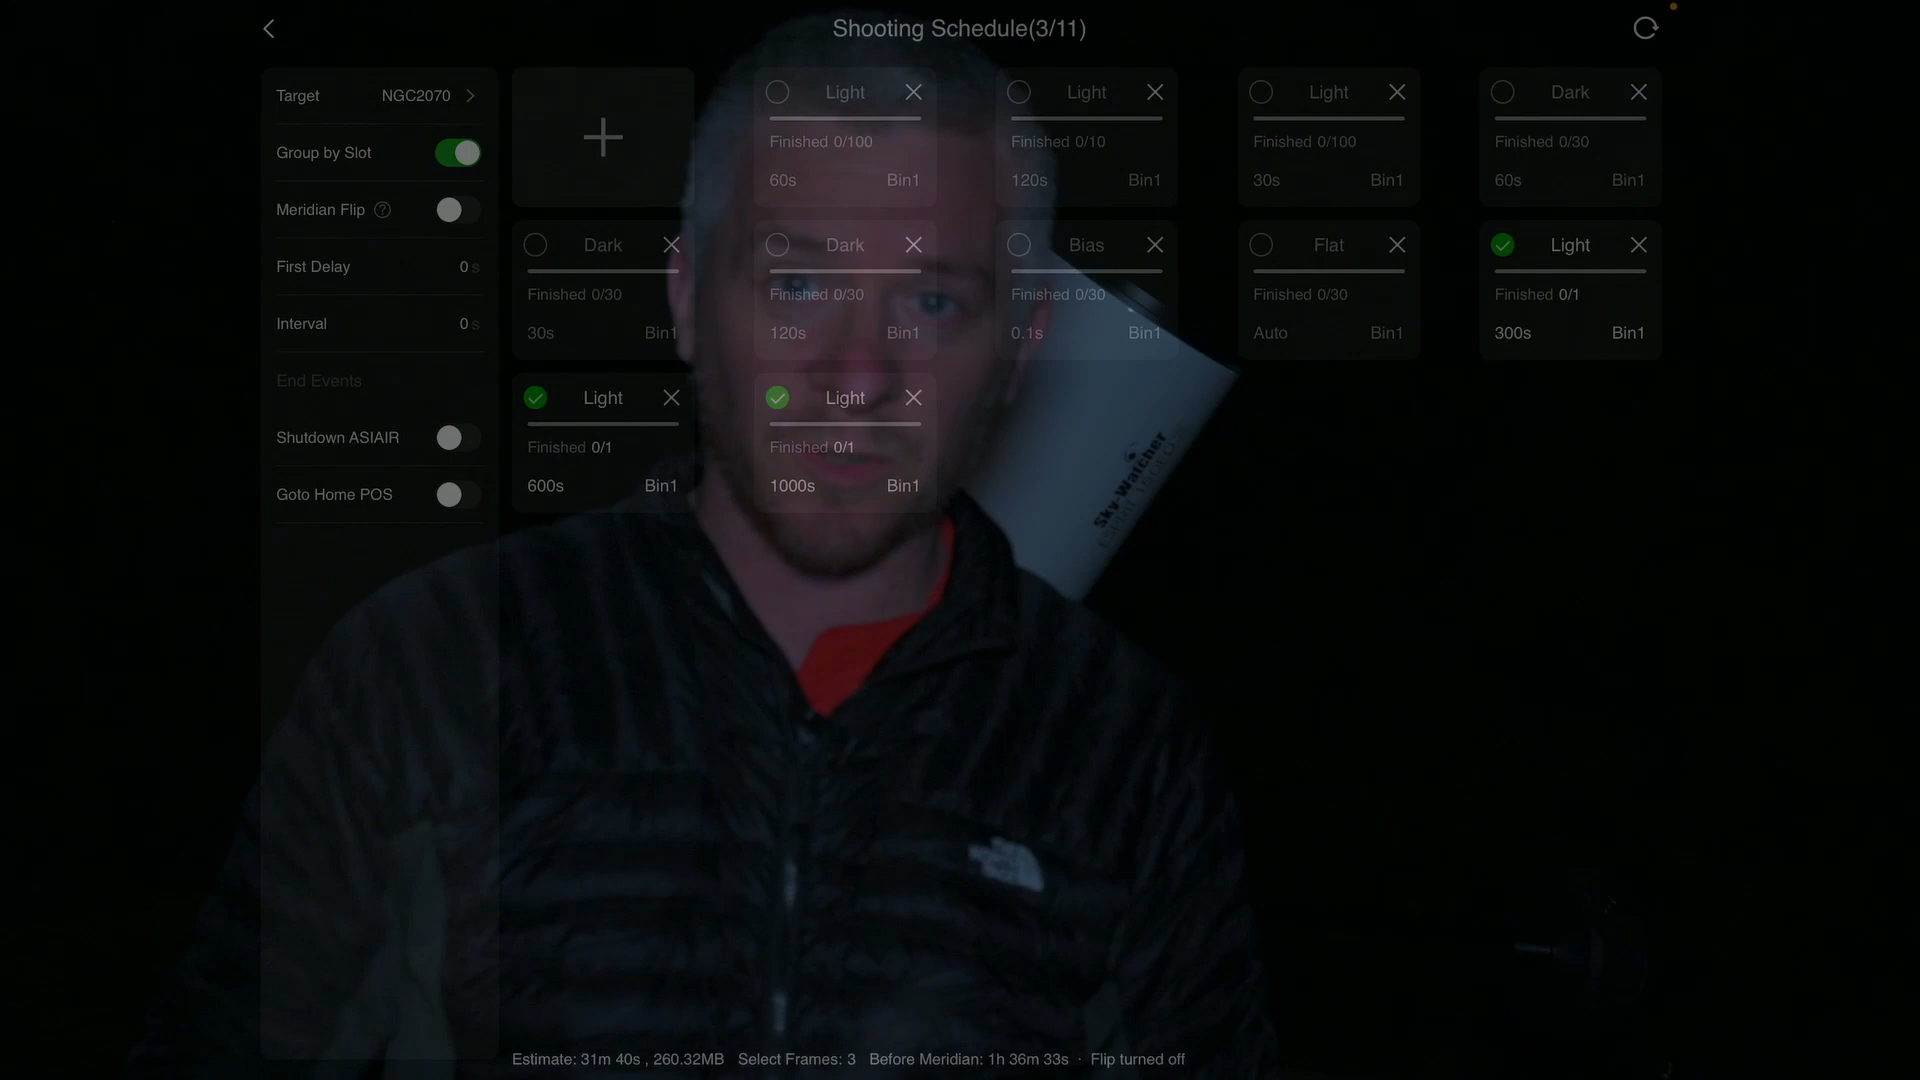 Shooting Schedule(3/11)
Target NGC2070
Group by Slot
Meridian Flip ?
First Delay 0 s
Interval 0 s
End Events
Shutdown ASIAIR
Goto Home POS
Light
Finished 0/100
60s Bin1
Light
Finished 0/10
120s Bin1
Light
Finished 0/100
30s Bin1
Dark
Finished 0/30
60s Bin1
Dark
Finished 0/30
30s Bin1
Dark
Finished 0/30
120s Bin1
Bias
Finished 0/30
0.1s Bin1
Flat
Finished 0/30
Auto Bin1
Light
Finished 0/1
300s Bin1
Light
Finished 0/1
600s Bin1
Light
Finished 0/1
1000s Bin1
Sky-Watcher
Estimate: 31m 40s , 260.32MB Select Frames: 3 Before Meridian: 1h 36m 33s · Flip turned off